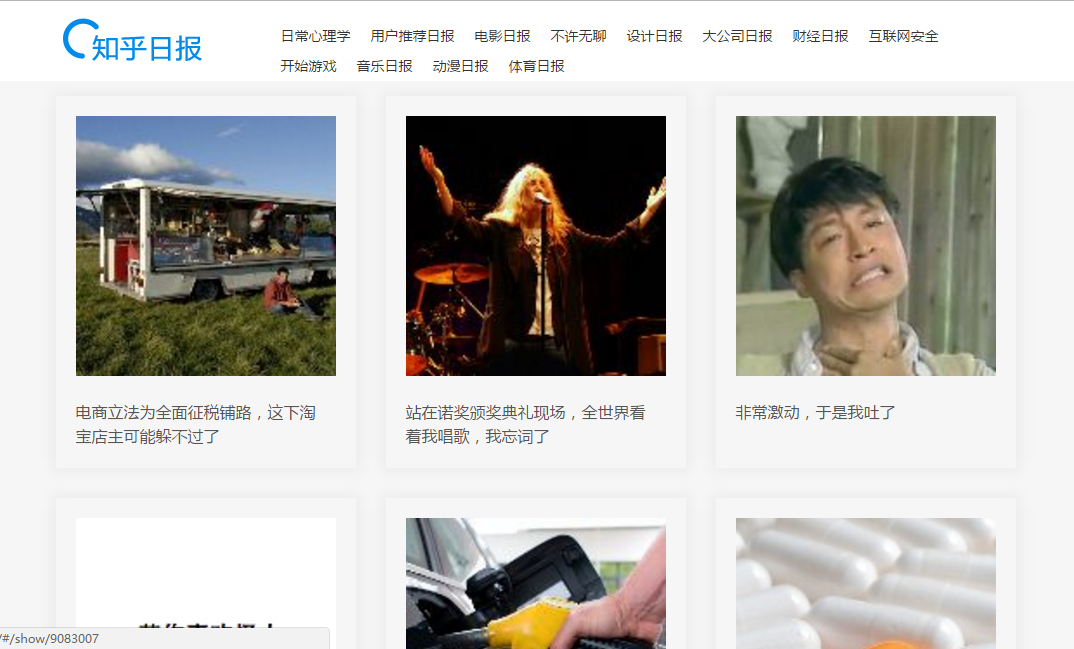 知乎日报
日常心理学 用户推荐日报 电影日报 不许无聊 设计日报 大公司日报 财经日报 互联网安全
开始游戏 音乐日报 动漫日报 体育日报
电商立法为全面征税铺路，这下淘
宝店主可能躲不过了
站在诺奖颁奖典礼现场，全世界看
着我唱歌，我忘词了
非常激动，于是我吐了
/#/show/9083007